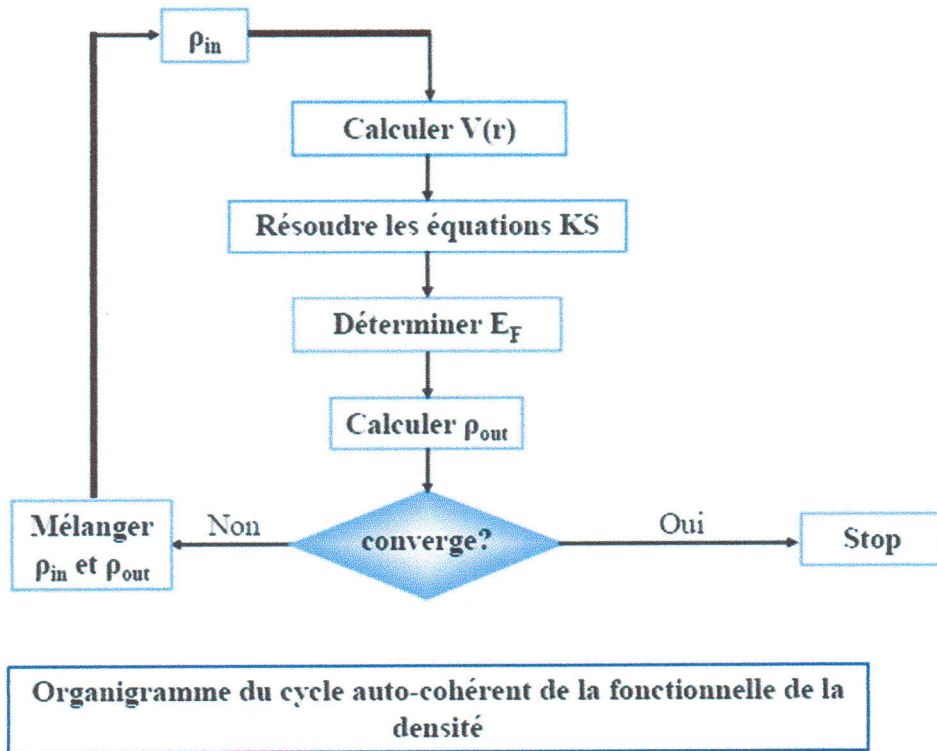 ρin
Calculer V(r)
Résoudre les équations KS
Déterminer EF
Calculer ρout
converge?
Non
Oui
Mélanger
ρin et ρout
Stop
Organigramme du cycle auto-cohérent de la fonctionnelle de la
densité